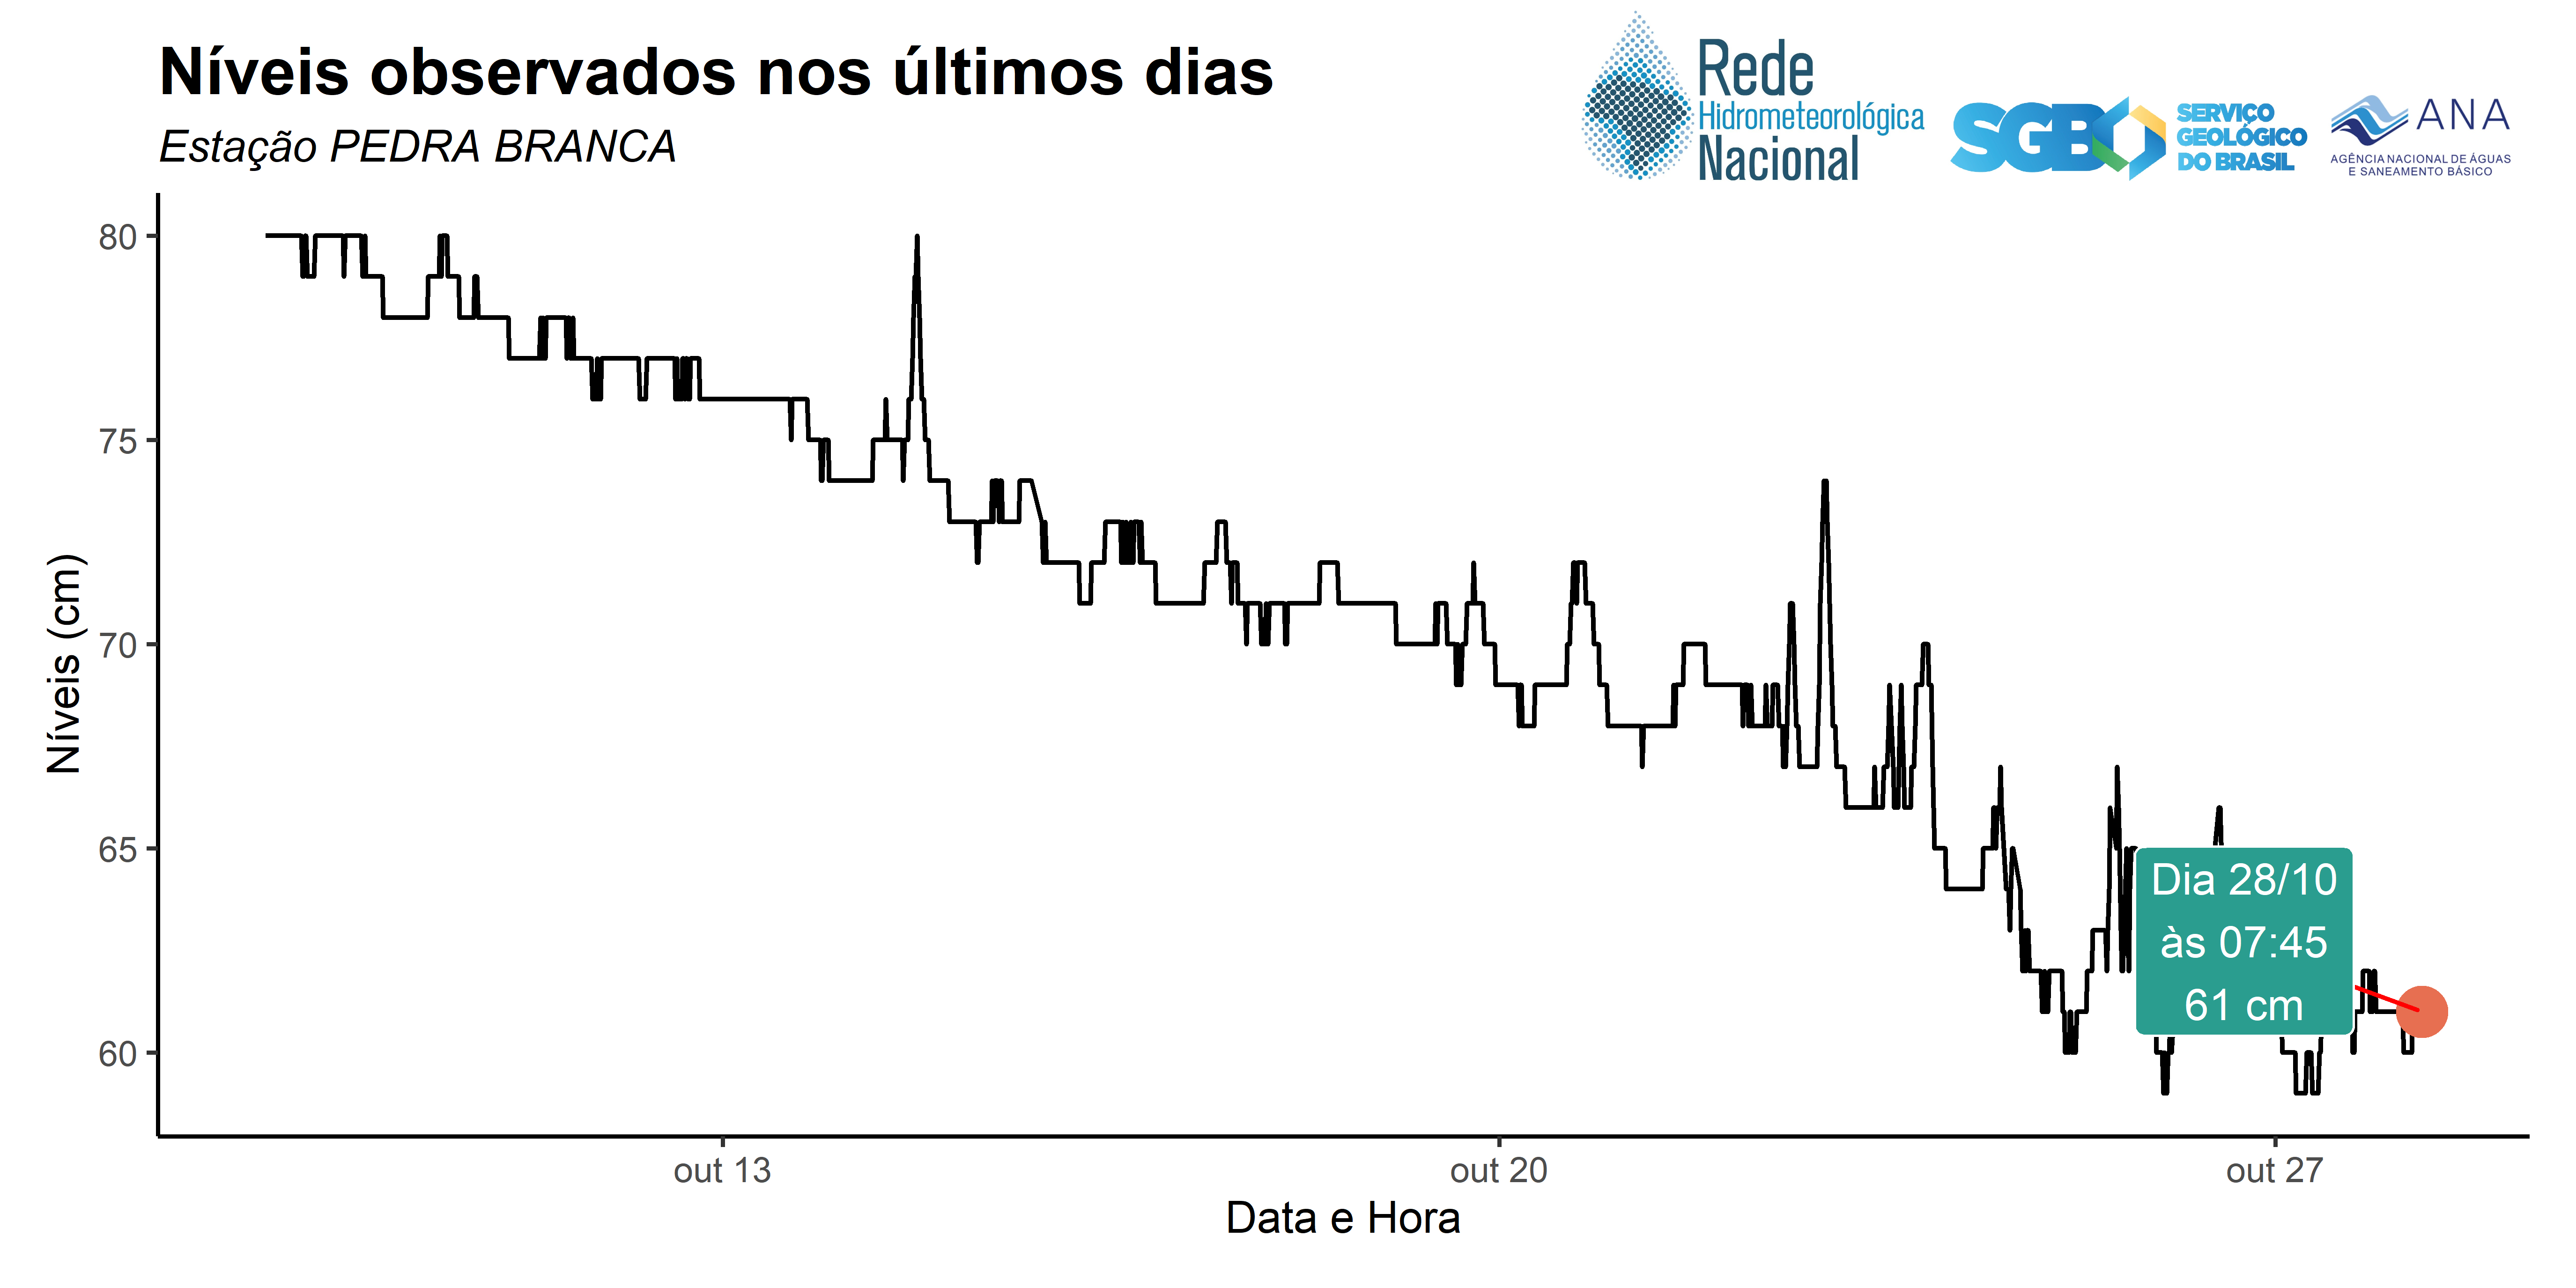 Níveis observados nos últimos dias
Estação PEDRA BRANCA
Rede
Hidrometeorológica
Nacional
SGB
SERVIÇO
GEOLÓGICO
DO BRASIL
ANA
AGÊNCIA NACIONAL DE ÁGUAS
E SANEAMENTO BÁSICO
Níveis (cm)
80
75
70
65
60
Dia 28/10
às 07:45
61 cm
out 13
out 20
out 27
Data e Hora